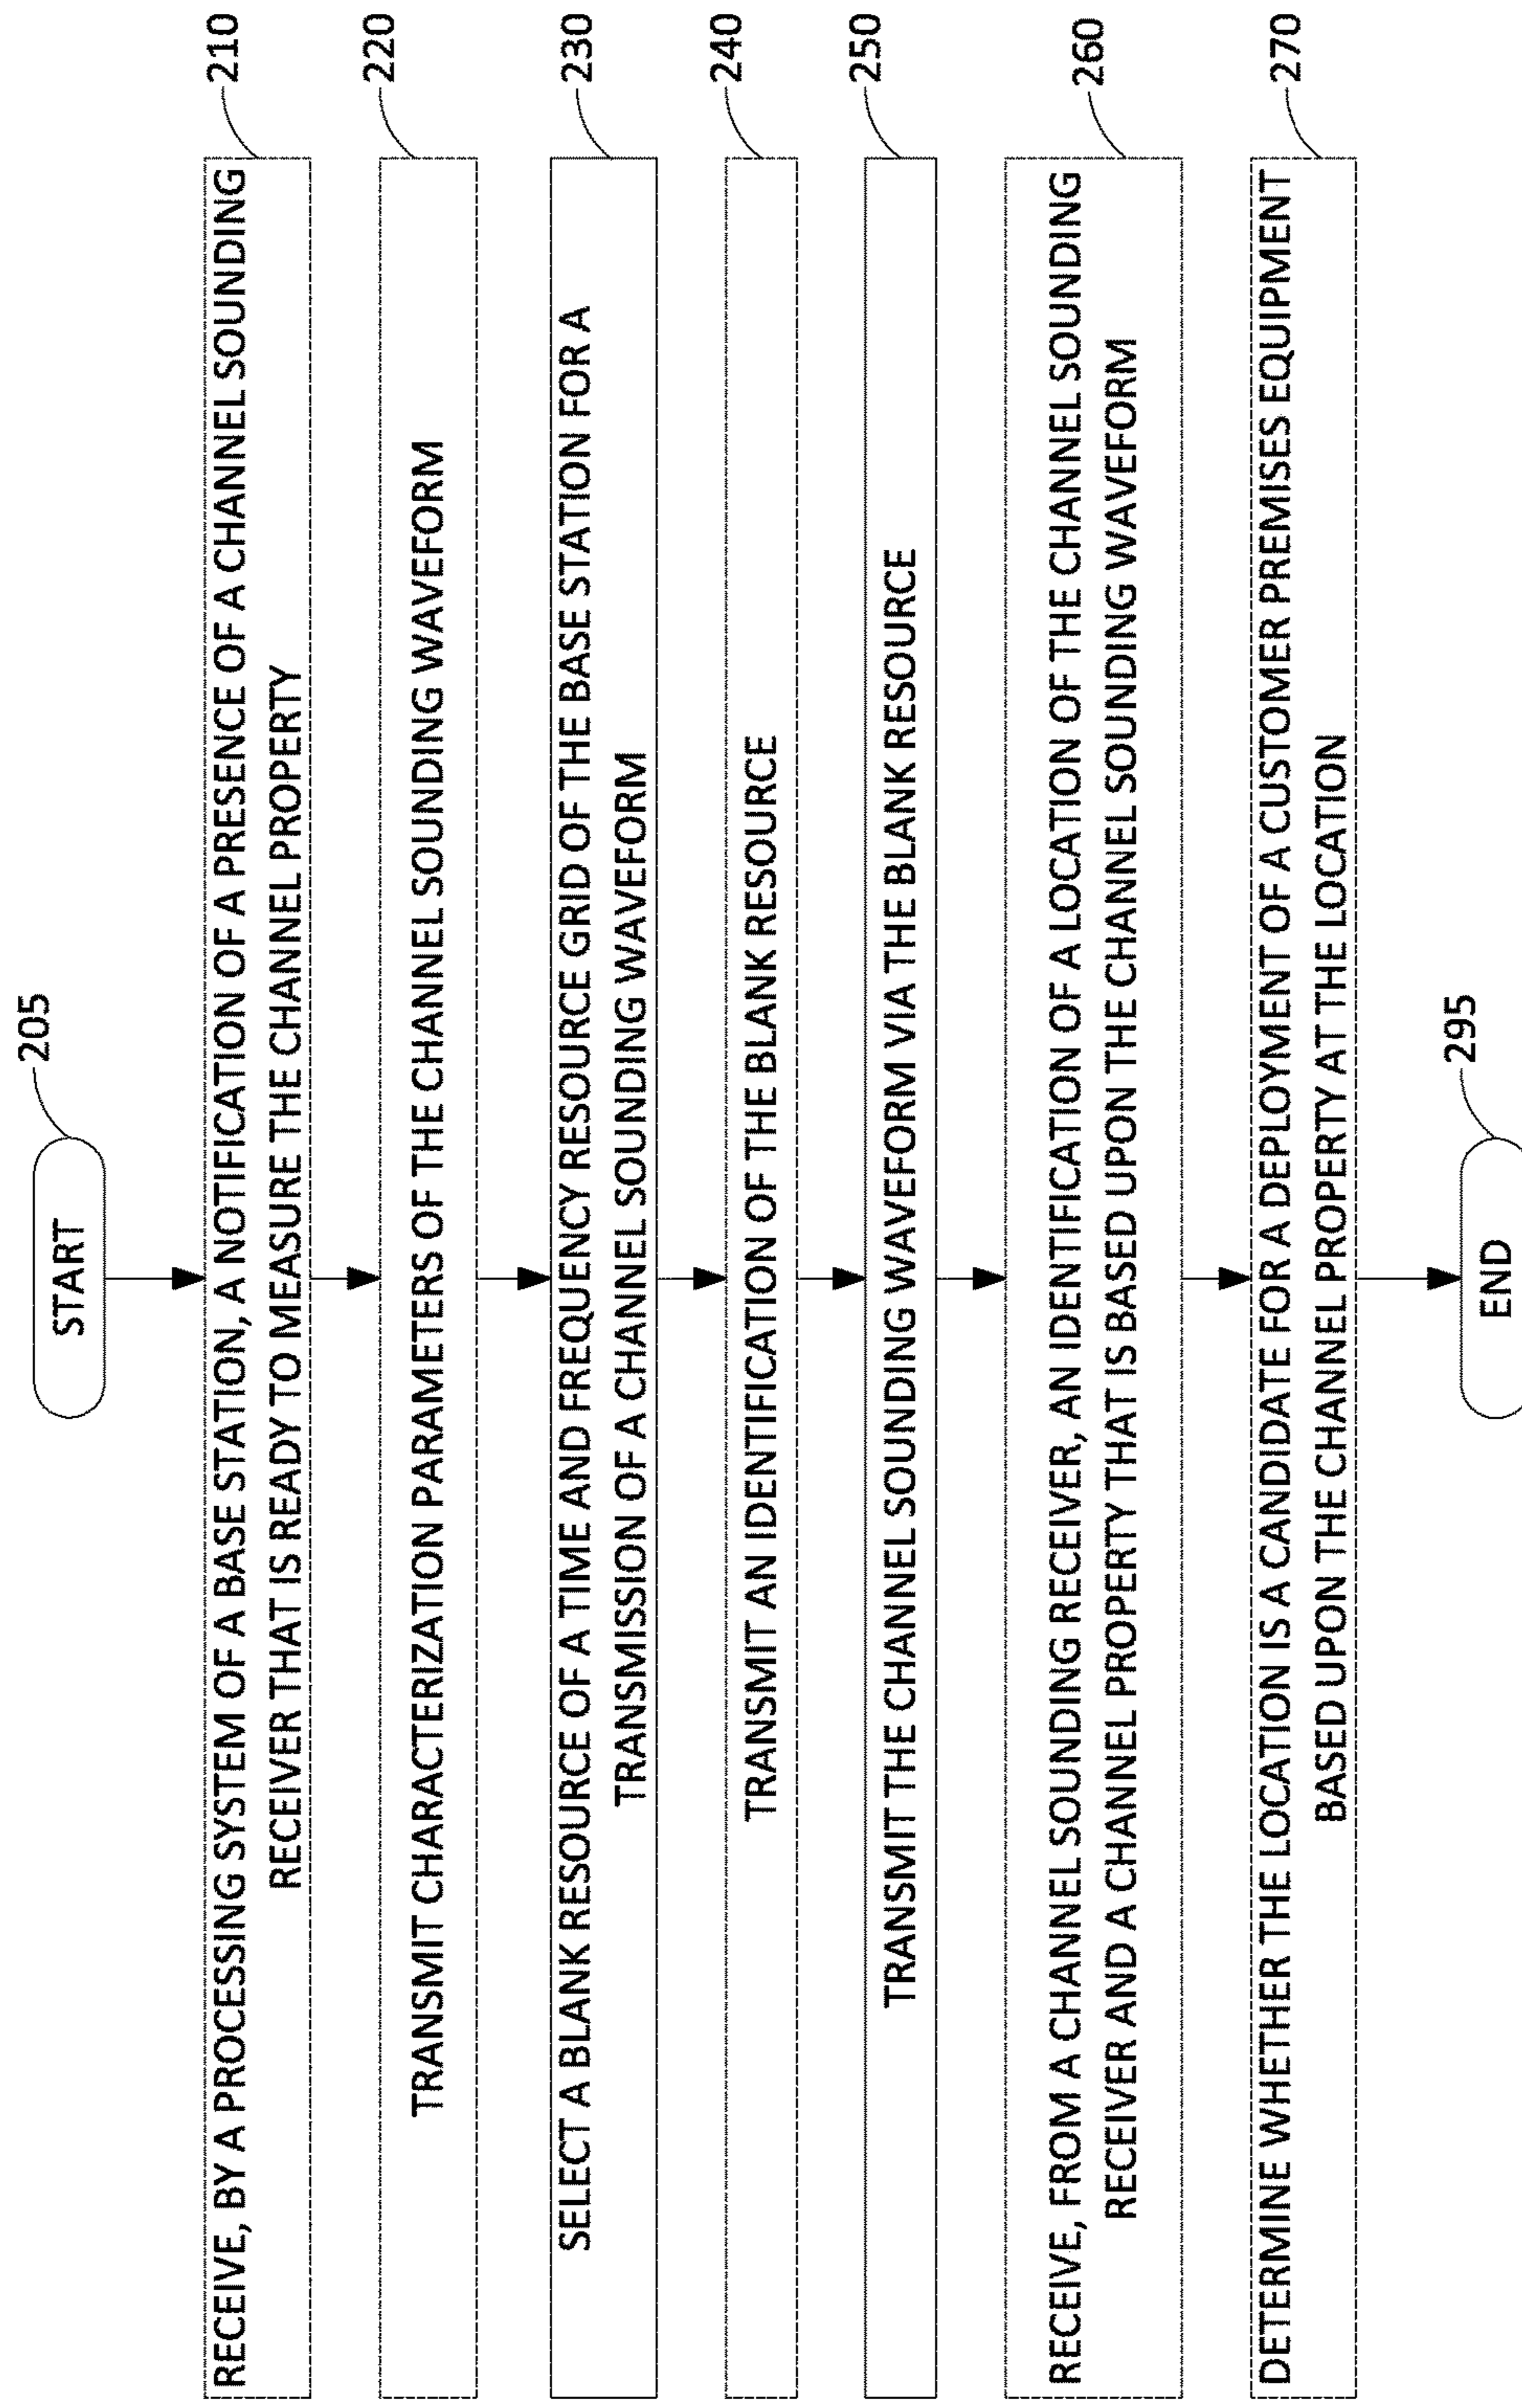 205
START
RECEIVE, BY A PROCESSING SYSTEM OF A BASE STATION, A NOTIFICATION OF A PRESENCE OF A CHANNEL SOUNDING
RECEIVER THAT IS READY TO MEASURE THE CHANNEL PROPERTY
210
TRANSMIT CHARACTERIZATION PARAMETERS OF THE CHANNEL SOUNDING WAVEFORM
220
SELECT A BLANK RESOURCE OF A TIME AND FREQUENCY RESOURCE GRID OF THE BASE STATION FOR A
TRANSMISSION OF A CHANNEL SOUNDING WAVEFORM
230
TRANSMIT AN IDENTIFICATION OF THE BLANK RESOURCE
240
TRANSMIT THE CHANNEL SOUNDING WAVEFORM VIA THE BLANK RESOURCE
250
RECEIVE, FROM A CHANNEL SOUNDING RECEIVER, AN IDENTIFICATION OF A LOCATION OF THE CHANNEL SOUNDING
RECEIVER AND A CHANNEL PROPERTY THAT IS BASED UPON THE CHANNEL SOUNDING WAVEFORM
260
DETERMINE WHETHER THE LOCATION IS A CANDIDATE FOR A DEPLOYMENT OF A CUSTOMER PREMISES EQUIPMENT
BASED UPON THE CHANNEL PROPERTY AT THE LOCATION
270
295
END